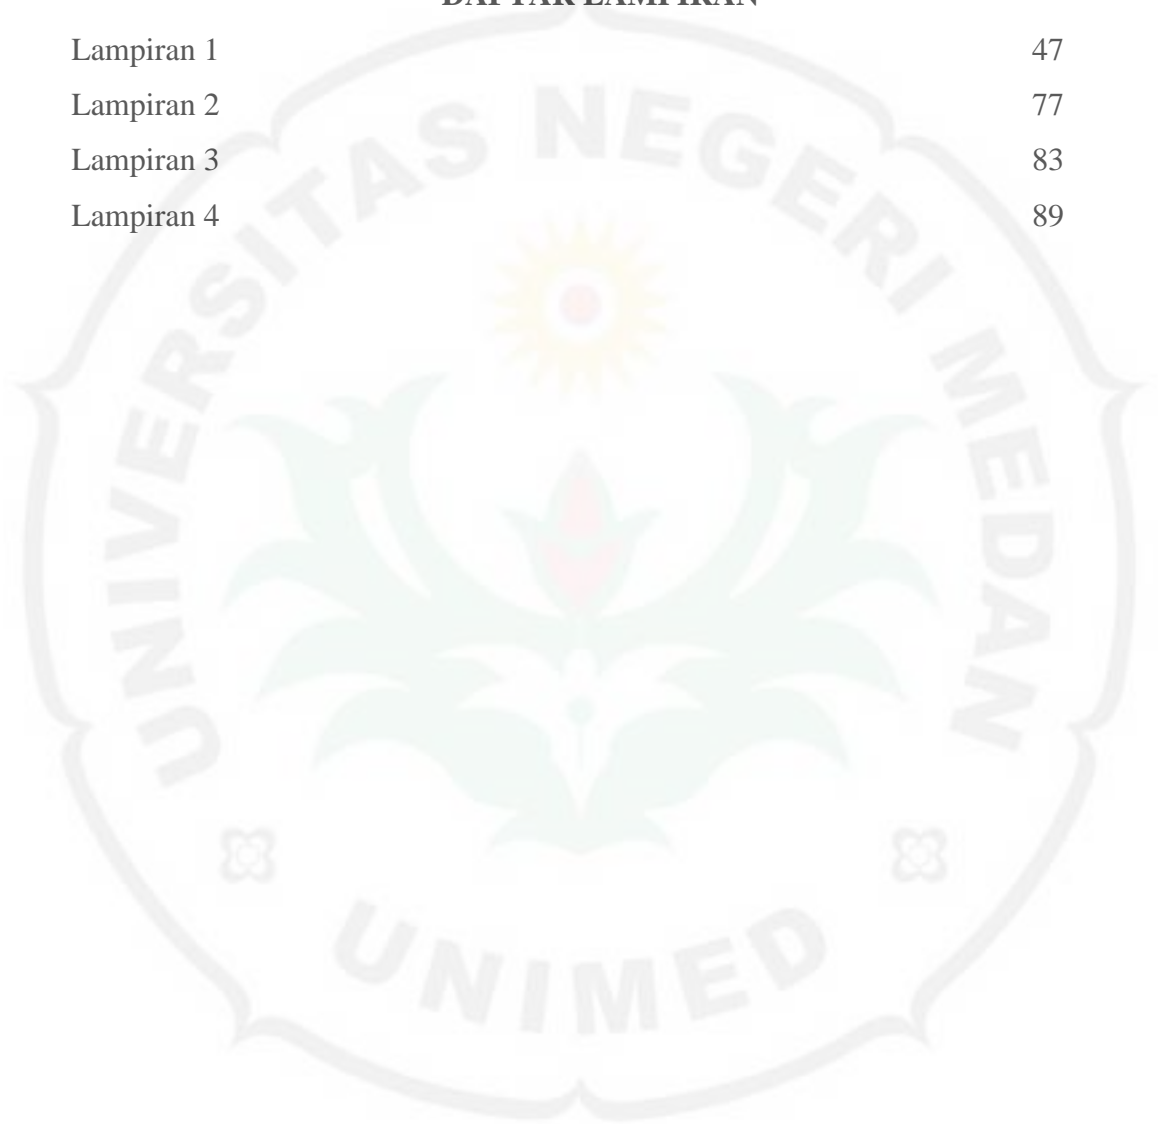 DAFTAR LAMPIRAN
Lampiran 1 47
Lampiran 2 77
Lampiran 3 83
Lampiran 4 89
UNIVERSITAS NEGERI MEDAN
UNIMED